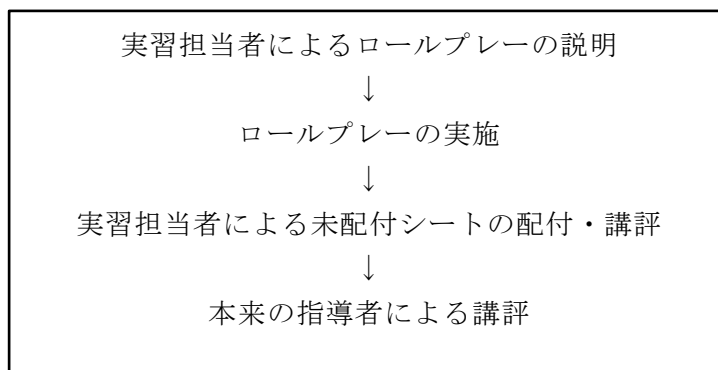 実習担当者によるロールプレーの説明
↓
ロールプレーの実施
↓
実習担当者による未配付シートの配付・講評
↓
本来の指導者による講評